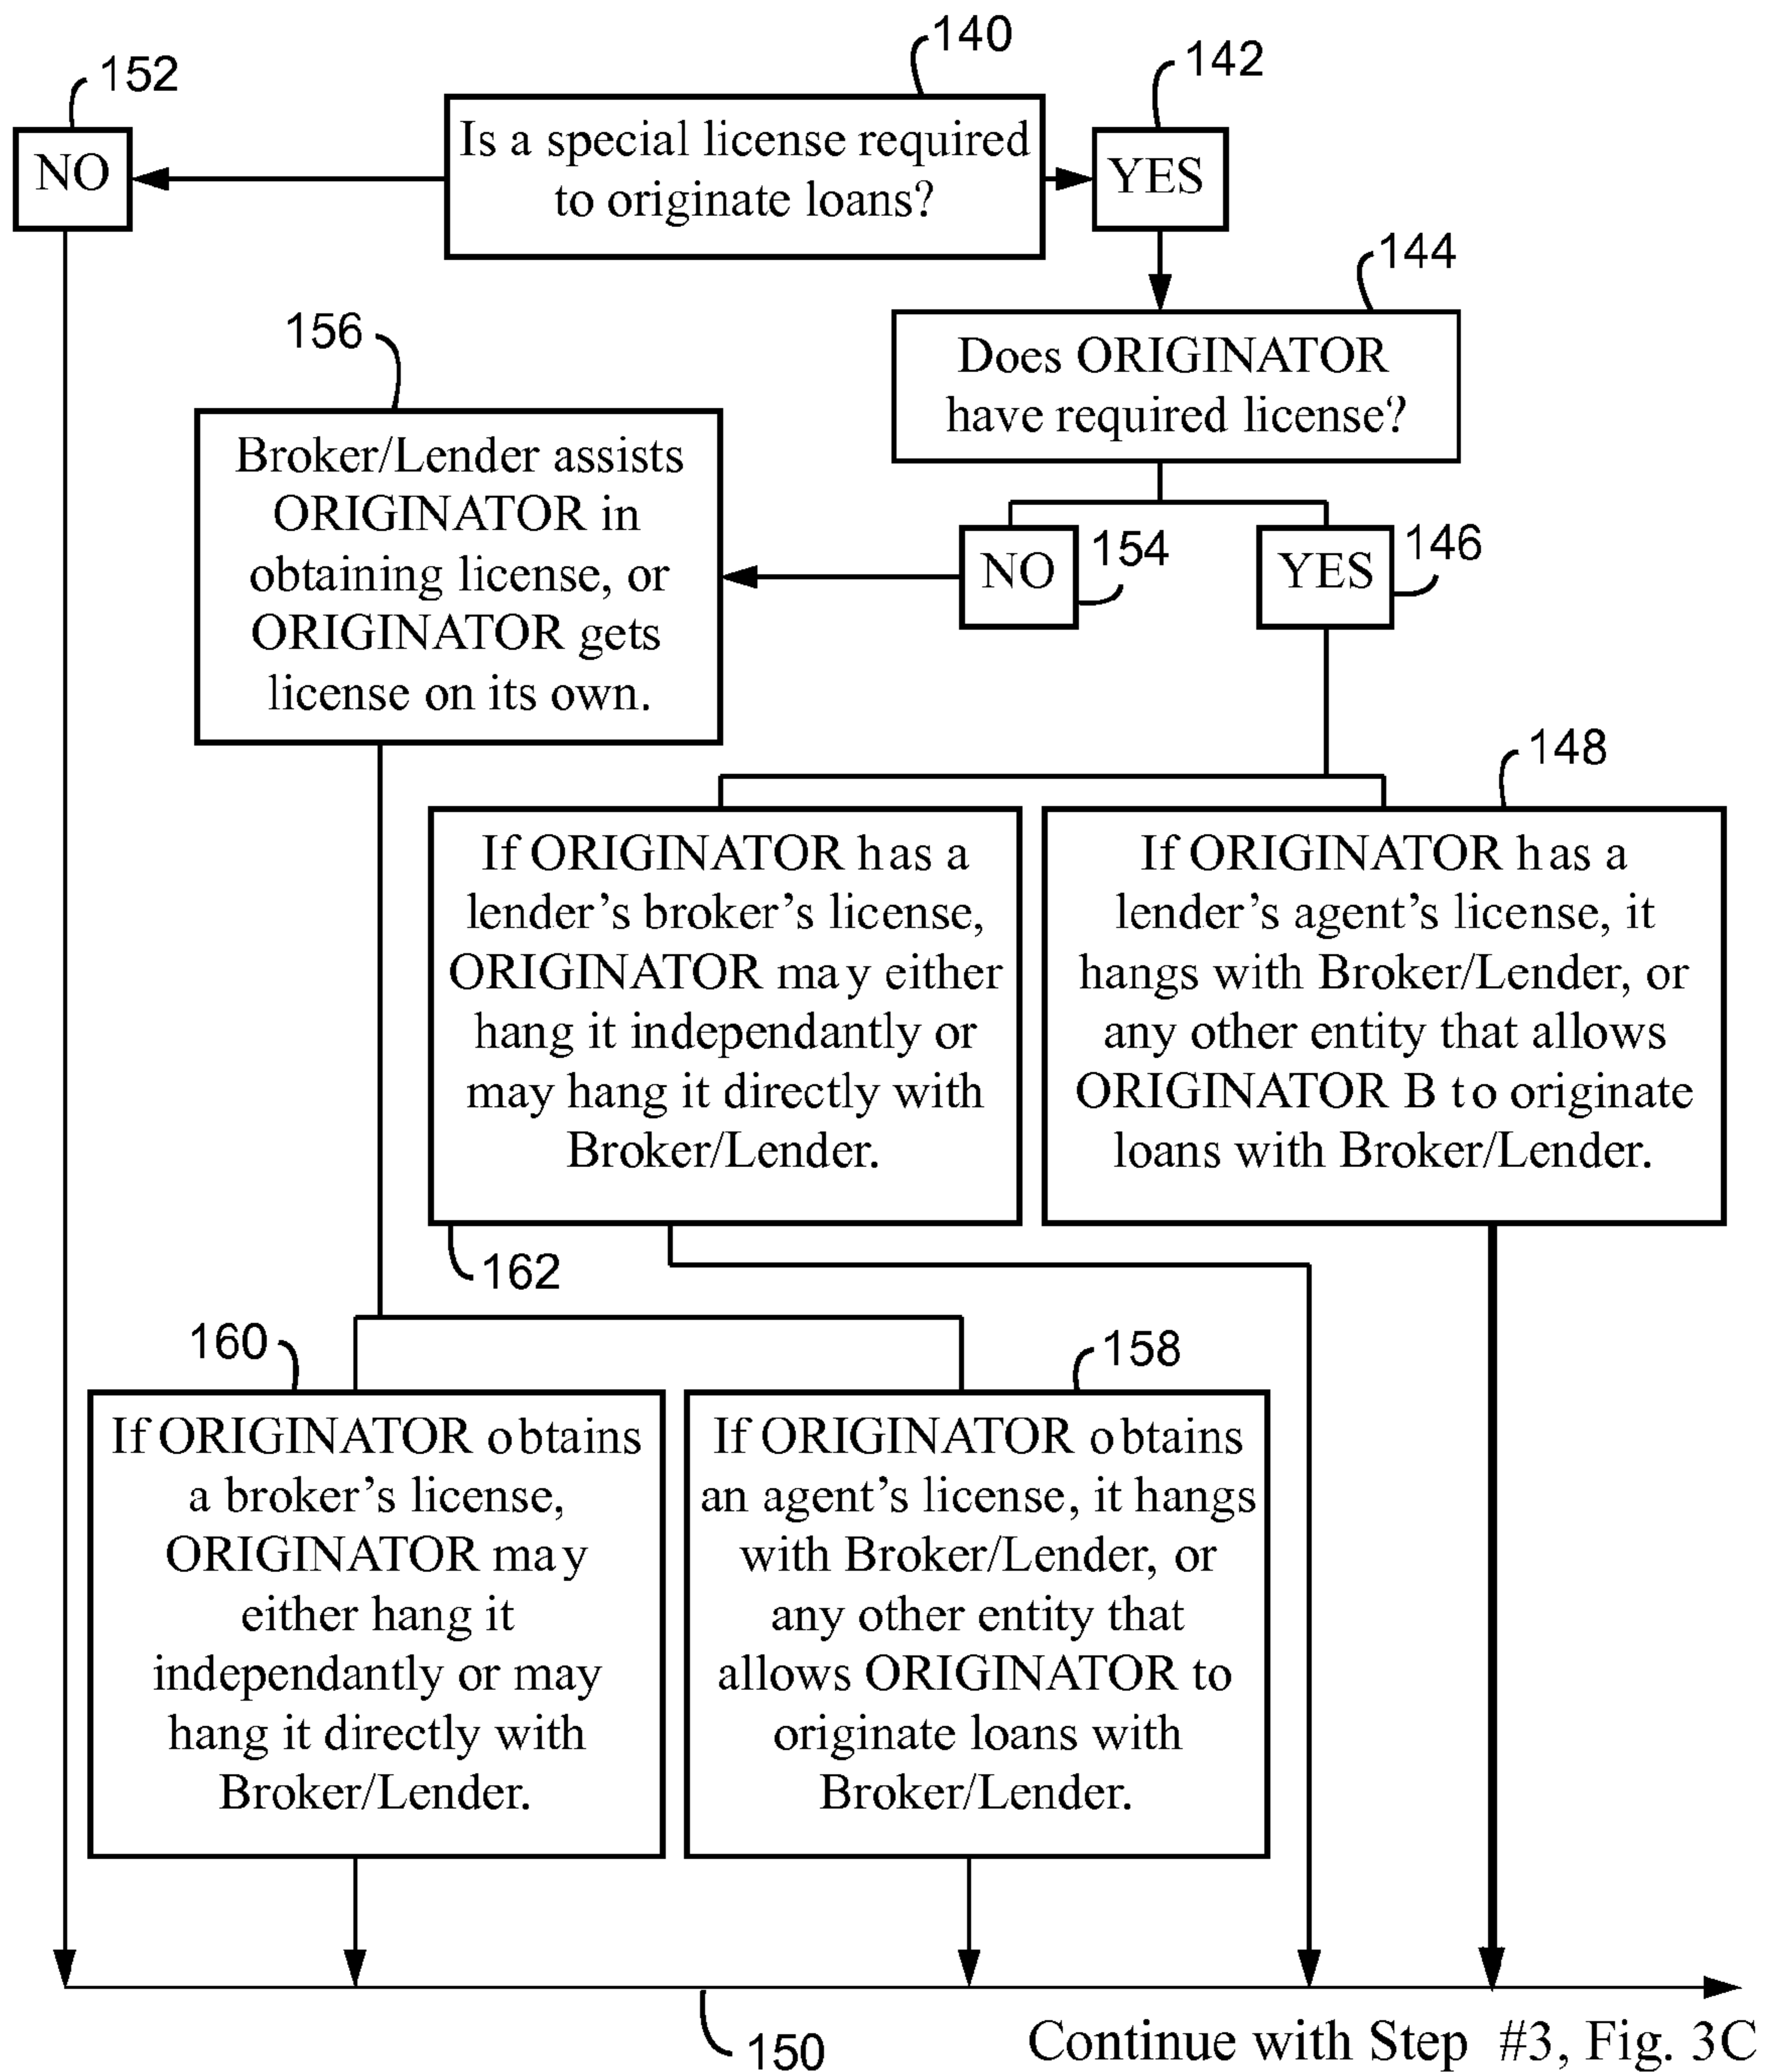 140
142
152
Is a special license required
to originate loans?
NO
YES
144
156
Does ORIGINATOR
have required license?
Broker/Lender assists
ORIGINATOR in
obtaining license, or
ORIGINATOR gets
license on its own.
NO
154
YES
146
148
If ORIGINATOR has a
lender’s broker’s license,
ORIGINATOR may either
hang it independantly or
may hang it directly with
Broker/Lender.
If ORIGINATOR has a
lender’s agent’s license, it
hangs with Broker/Lender, or
any other entity that allows
ORIGINATOR B to originate
loans with Broker/Lender.
162
160
158
If ORIGINATOR obtains
a broker’s license,
ORIGINATOR may
either hang it
independantly or may
hang it directly with
Broker/Lender.
If ORIGINATOR obtains
an agent’s license, it hangs
with Broker/Lender, or
any other entity that
allows ORIGINATOR to
originate loans with
Broker/Lender.
150
Continue with Step #3, Fig. 3C